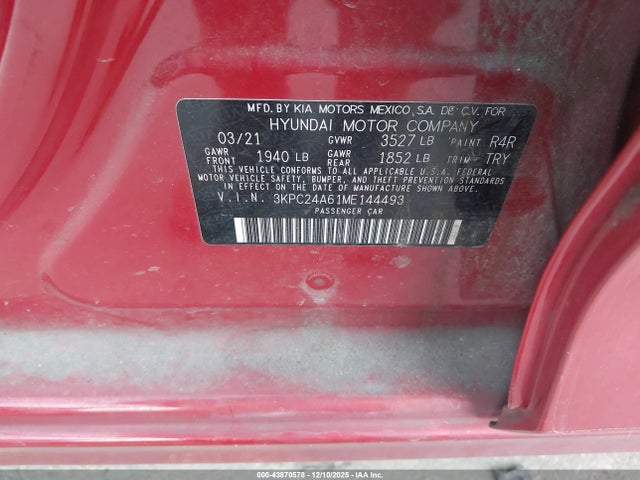 MFD. BY KIA MOTORS MEXICO, S.A. DE C.V. FOR
HYUNDAI MOTOR COMPANY
03/21 GVWR 3527 LB PAINT R4R
GAWR FRONT 1940 LB GAWR REAR 1852 LB TRIM TRY
THIS VEHICLE CONFORMS TO ALL APPLICABLE U.S.A. FEDERAL
MOTOR VEHICLE SAFETY, BUMPER, AND THEFT PREVENTION STANDARDS
IN EFFECT ON THE DATE OF MANUFACTURE SHOWN ABOVE.
V.I.N. 3KPC24A61ME144493
PASSENGER CAR
00-43870578 - 12/10/2025 - IAA Inc.